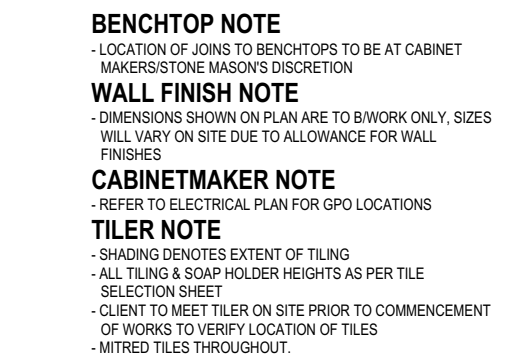 BENCHTOP NOTE
- LOCATION OF JOINS TO BENCHTOPS TO BE AT CABINET
MAKERS/STONE MASON'S DISCRETION
WALL FINISH NOTE
- DIMENSIONS SHOWN ON PLAN ARE TO B/WORK ONLY, SIZES
WILL VARY ON SITE DUE TO ALLOWANCE FOR WALL
FINISHES
CABINETMAKER NOTE
- REFER TO ELECTRICAL PLAN FOR GPO LOCATIONS
TILER NOTE
- SHADING DENOTES EXTENT OF TILING
- ALL TILING & SOAP HOLDER HEIGHTS AS PER TILE
SELECTION SHEET
- CLIENT TO MEET TILER ON SITE PRIOR TO COMMENCEMENT
OF WORKS TO VERIFY LOCATION OF TILES
- MITRED TILES THROUGHOUT.